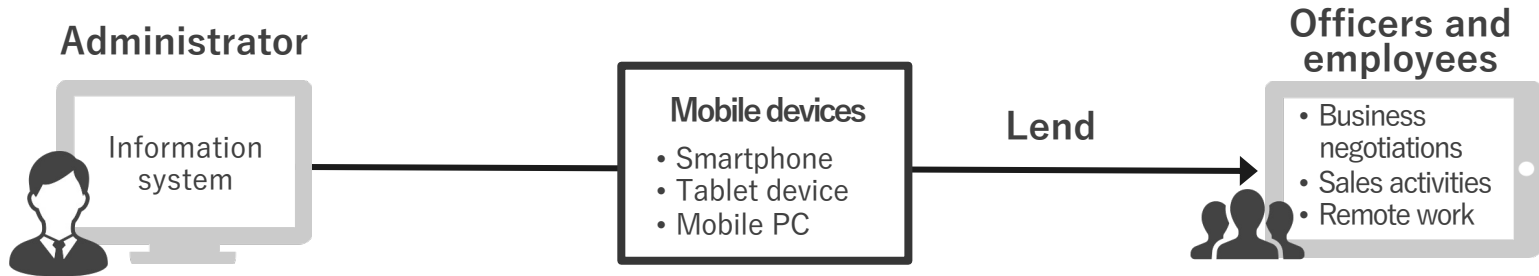 Administrator
Information
system
Mobile devices
• Smartphone
• Tablet device
• Mobile PC
Lend
Officers and
employees
• Business
negotiations
• Sales activities
• Remote work